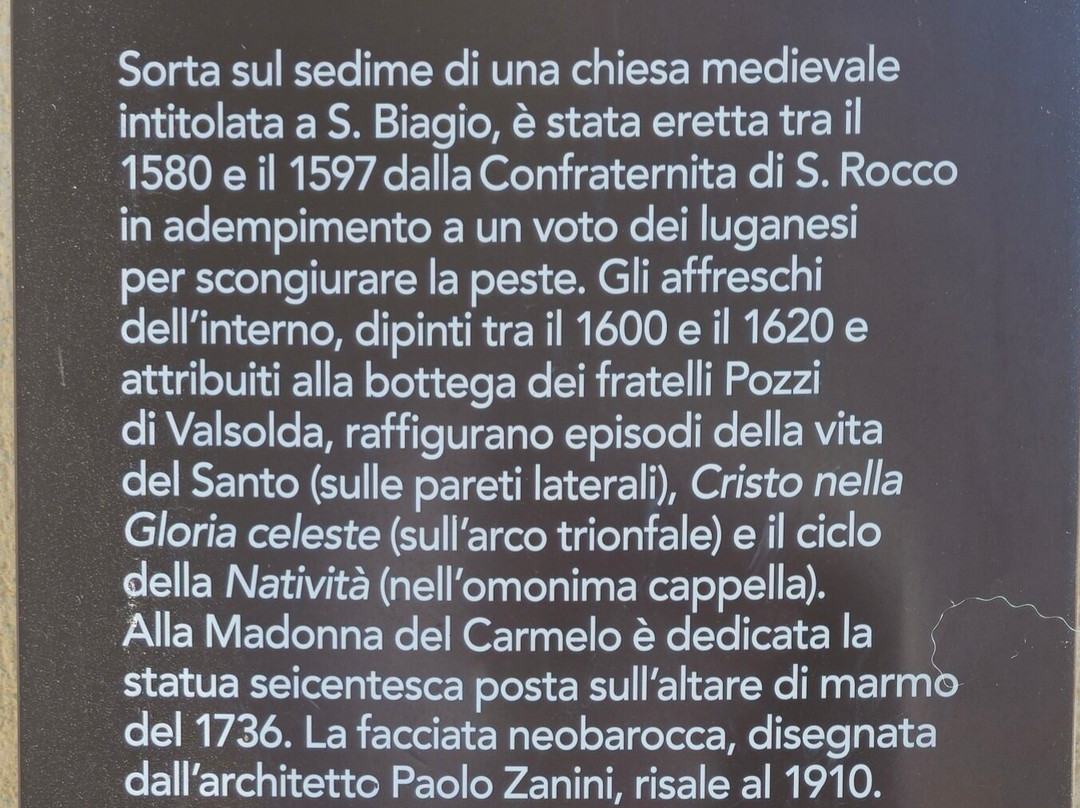 Sorta sul sedime di una chiesa medievale
intitolata a S. Biagio, è stata eretta tra il
1580 e il 1597 dalla Confraternita di S. Rocco
in adempimento a un voto dei luganesi
per scongiurare la peste. Gli affreschi
dell'interno, dipinti tra il 1600 e il 1620 e
attribuiti alla bottega dei fratelli Pozzi
di Valsolda, raffigurano episodi della vita
del Santo (sulle pareti laterali), Cristo nella
Gloria celeste (sull'arco trionfale) e il ciclo
della Natività (nell'omonima cappella).
Alla Madonna del Carmelo è dedicata la
statua seicentesca posta sull'altare di marmo
del 1736. La facciata neobarocca, disegnata
dall'architetto Paolo Zanini, risale al 1910.